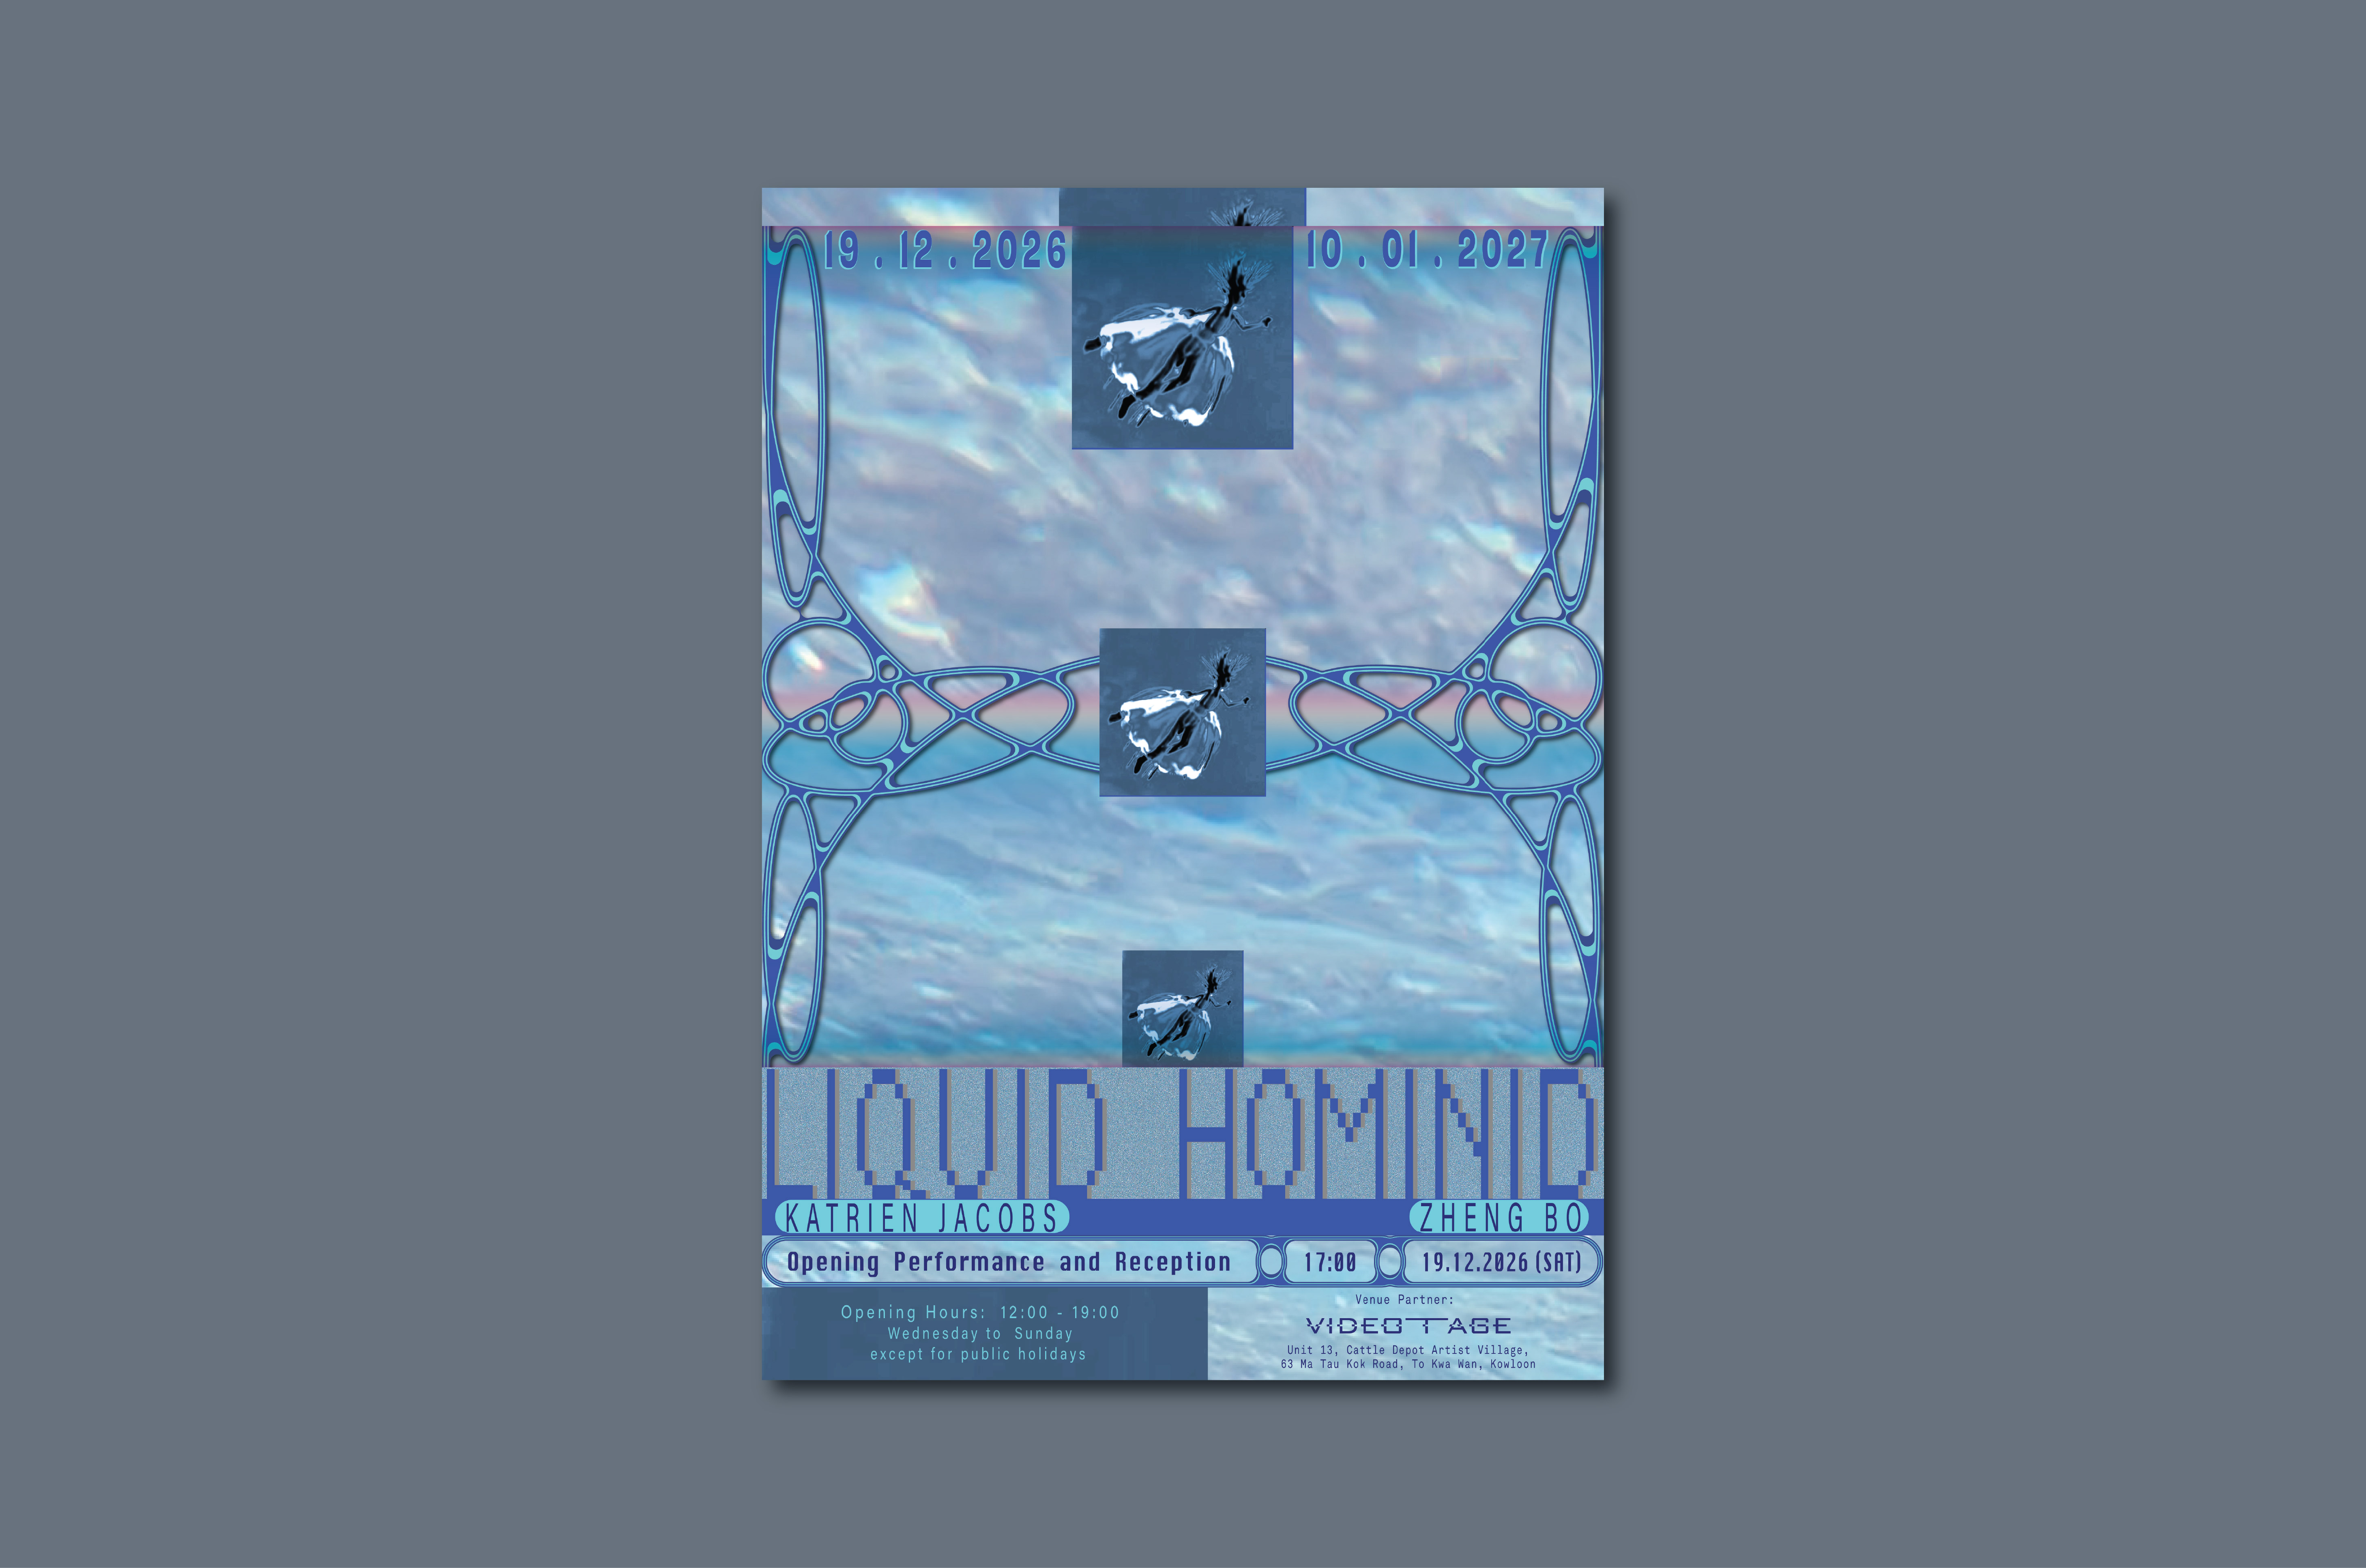 19.12.2026 10.01.2027
LIQUID HOMINID
KATRIEN JACOBS ZHENG BO
Opening Performance and Reception 17:00 19.12.2026 (SAT)
Opening Hours: 12:00 - 19:00
Wednesday to Sunday
except for public holidays
Venue Partner:
VIDEOTAGE
Unit 13, Cattle Depot Artist Village,
63 Ma Tau Kok Road, To Kwa Wan, Kowloon